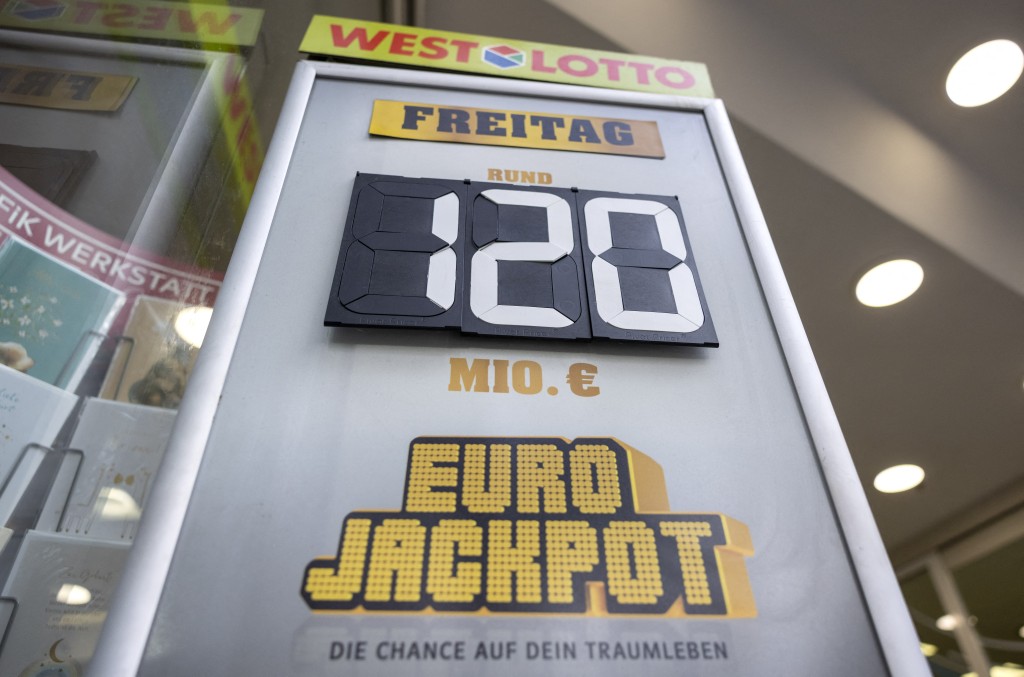 WEST LOTTO
FREITAG
RUND
120
MIO. €
EURO
JACKPOT
DIE CHANCE AUF DEIN TRAUMLEBEN
FiK WERKSTATT